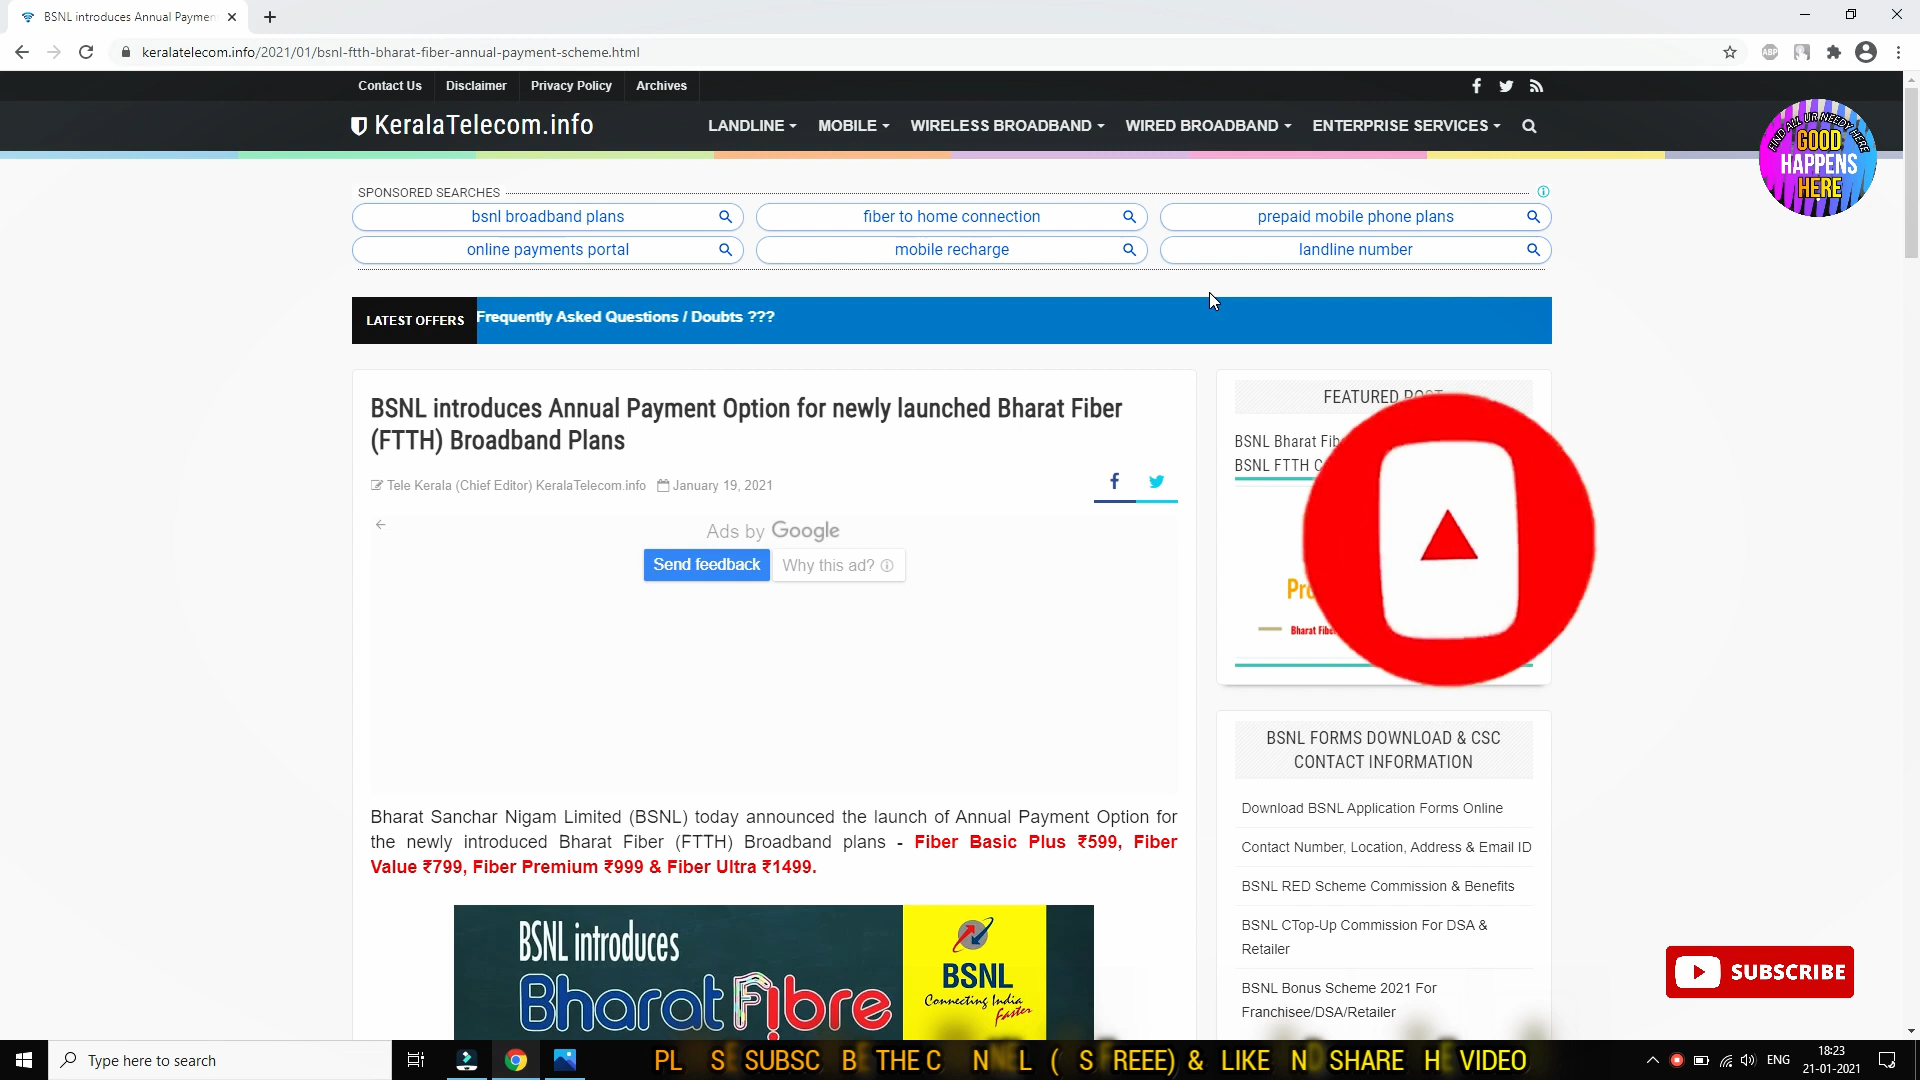 BSNL introduces Annual Paymen
keralatelecom.info/2021/01/bsnl-ftth-bharat-fiber-annual-payment-scheme.html
ABP
Contact Us Disclaimer Privacy Policy Archives
KeralaTelecom.info
LANDLINE MOBILE WIRELESS BROADBAND WIRED BROADBAND ENTERPRISE SERVICES
FIND ALL UR NEEDY HERE
GOOD
HAPPENS
HERE
SPONSORED SEARCHES
bsnl broadband plans
fiber to home connection
prepaid mobile phone plans
online payments portal
mobile recharge
landline number
LATEST OFFERS
Frequently Asked Questions / Doubts ???
BSNL introduces Annual Payment Option for newly launched Bharat Fiber
(FTTH) Broadband Plans
Tele Kerala (Chief Editor) KeralaTelecom.info January 19, 2021
Ads by Google
Send feedback Why this ad?
Bharat Sanchar Nigam Limited (BSNL) today announced the launch of Annual Payment Option for
the newly introduced Bharat Fiber (FTTH) Broadband plans - Fiber Basic Plus ₹599, Fiber
Value ₹799, Fiber Premium ₹999 & Fiber Ultra ₹1499.
BSNL introduces
Bharat Fibre
BSNL
Connecting India
Faster
FEATURED
BSNL Bharat
BSNL FTTH
Bharat
BSNL FORMS DOWNLOAD & CSC
CONTACT INFORMATION
Download BSNL Application Forms Online
Contact Number, Location, Address & Email ID
BSNL RED Scheme Commission & Benefits
BSNL CTop-Up Commission For DSA &
Retailer
BSNL Bonus Scheme 2021 For
Franchisee/DSA/Retailer
SUBSCRIBE
Type here to search
PL S SUBSC B THE C N L ( S FREE) & LIKE N SHARE H VIDEO
ENG
18:23
21-01-2021